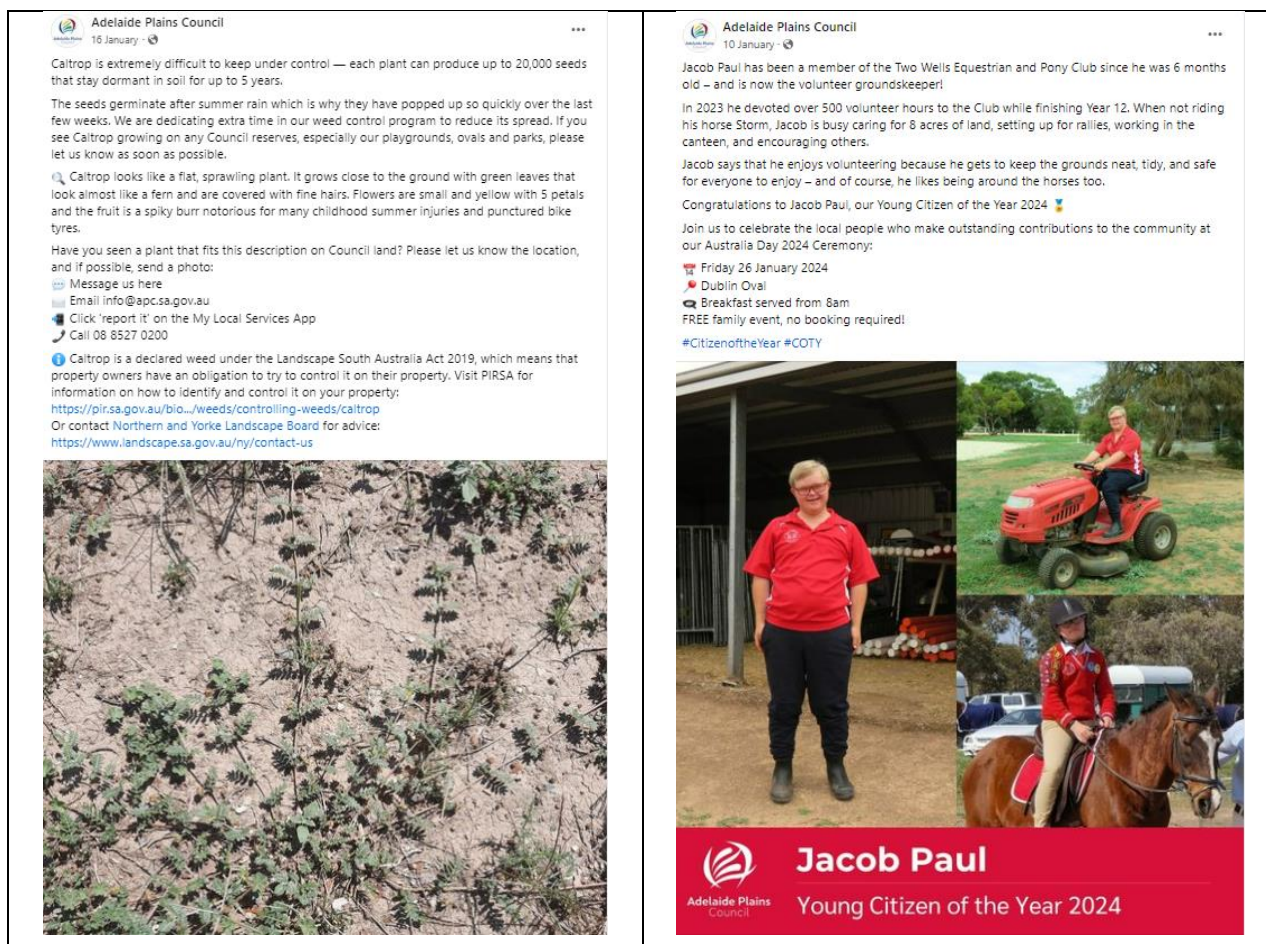 Adelaide Plains Council
16 January
Caltrop is extremely difficult to keep under control — each plant can produce up to 20,000 seeds
that stay dormant in soil for up to 5 years.
The seeds germinate after summer rain which is why they have popped up so quickly over the last
few weeks. We are dedicating extra time in our weed control program to reduce its spread. If you
see Caltrop growing on any Council reserves, especially our playgrounds, ovals and parks, please
let us know as soon as possible.
🔍 Caltrop looks like a flat, sprawling plant. It grows close to the ground with green leaves that
look almost like a fern and are covered with fine hairs. Flowers are small and yellow with 5 petals
and the fruit is a spiky burr notorious for many childhood summer injuries and punctured bike
tyres.
Have you seen a plant that fits this description on Council land? Please let us know the location,
and if possible, send a photo:
💬 Message us here
✉️ Email info@apc.sa.gov.au
📲 Click 'report it' on the My Local Services App
📞 Call 08 8527 0200
ℹ️ Caltrop is a declared weed under the Landscape South Australia Act 2019, which means that
property owners have an obligation to try to control it on their property. Visit PIRSA for
information on how to identify and control it on your property:
https://pir.sa.gov.au/bio.../weeds/controlling-weeds/caltrop
Or contact Northern and Yorke Landscape Board for advice:
https://www.landscape.sa.gov.au/ny/contact-us
Adelaide Plains Council
10 January
Jacob Paul has been a member of the Two Wells Equestrian and Pony Club since he was 6 months
old – and is now the volunteer groundskeeper!
In 2023 he devoted over 500 volunteer hours to the Club while finishing Year 12. When not riding
his horse Storm, Jacob is busy caring for 8 acres of land, setting up for rallies, working in the
canteen, and encouraging others.
Jacob says that he enjoys volunteering because he gets to keep the grounds neat, tidy, and safe
for everyone to enjoy – and of course, he likes being around the horses too.
Congratulations to Jacob Paul, our Young Citizen of the Year 2024 🏅
Join us to celebrate the local people who make outstanding contributions to the community at
our Australia Day 2024 Ceremony:
📅 Friday 26 January 2024
📍 Dublin Oval
🍳 Breakfast served from 8am
FREE family event, no booking required!
#CitizenoftheYear #COTY
Adelaide Plains
Council
Jacob Paul
Young Citizen of the Year 2024